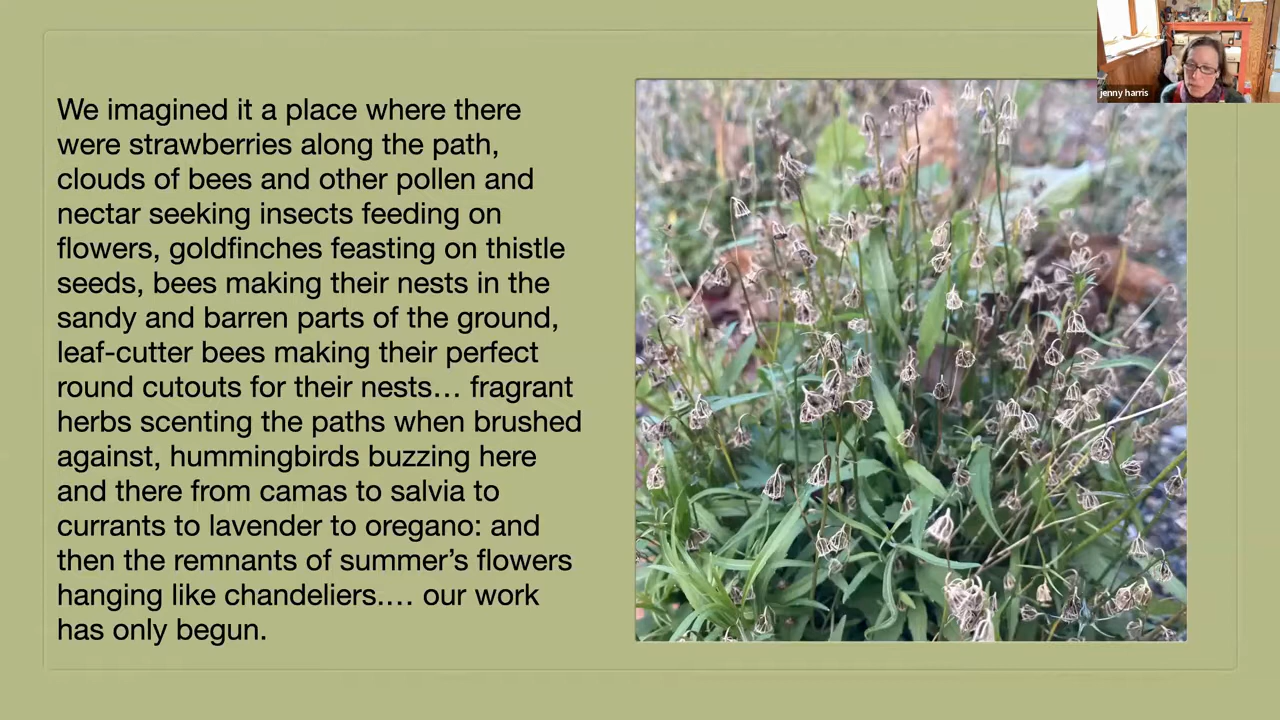 We imagined it a place where there
were strawberries along the path,
clouds of bees and other pollen and
nectar seeking insects feeding on
flowers, goldfinches feasting on thistle
seeds, bees making their nests in the
sandy and barren parts of the ground,
leaf-cutter bees making their perfect
round cutouts for their nests… fragrant
herbs scenting the paths when brushed
against, hummingbirds buzzing here
and there from camas to salvia to
currants to lavender to oregano: and
then the remnants of summer’s flowers
hanging like chandeliers.… our work
has only begun.
jenny harris